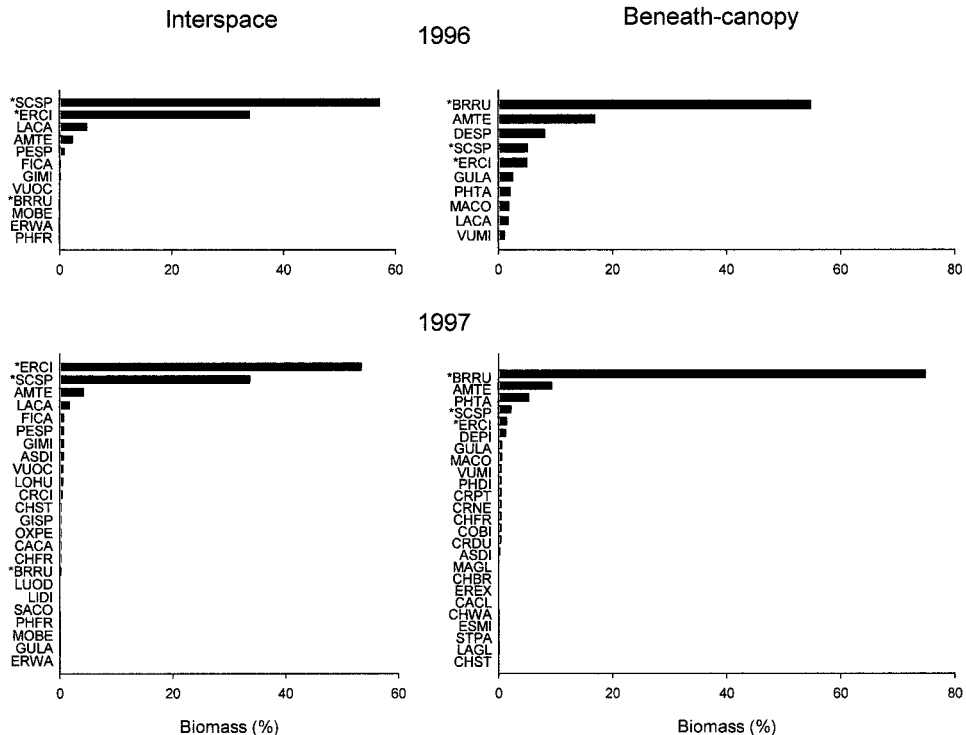 Interspace
Beneath-canopy
1996
*SCSP
*ERCI
LACA
AMTE
PESP
FICA
GIMI
VUOC
*BRRU
MOBE
ERWA
PHFR
0 20 40 60
*BRRU
AMTE
DESP
*SCSP
*ERCI
GULA
PHTA
MACO
LACA
VUMI
0 20 40 60 80
1997
*ERCI
*SCSP
AMTE
LACA
FICA
PESP
GIMI
ASDI
VUOC
LOHU
CRCI
CHST
GISP
OXPE
CACA
CHFR
*BRRU
LUOD
LIDI
SACO
PHFR
MOBE
GULA
ERWA
0 20 40 60
Biomass (%)
*BRRU
AMTE
PHTA
*SCSP
*ERCI
DEPI
GULA
MACO
VUMI
PHDI
CRPT
CRNE
CHFR
COBI
CRDU
ASDI
MAGL
CHBR
EREX
CACL
CHWA
ESMI
STPA
LAGL
CHST
0 20 40 60 80
Biomass (%)